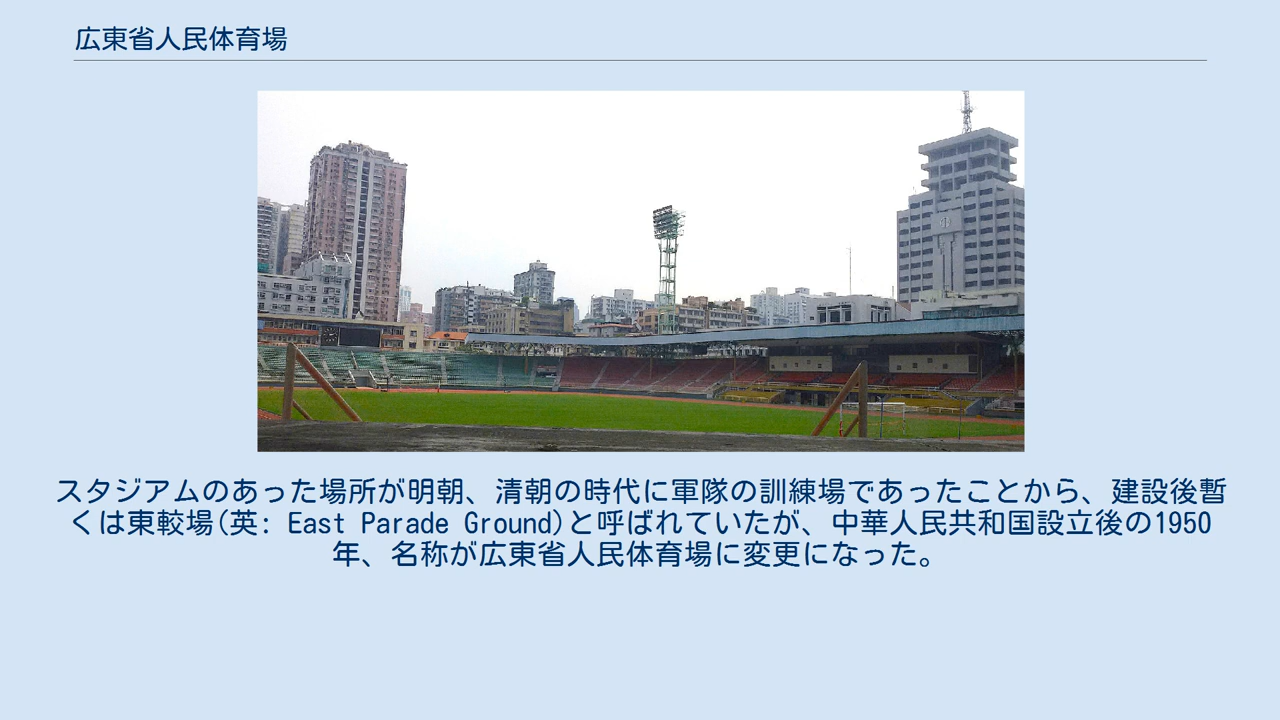 広東省人民体育場
スタジアムのあった場所が明朝、清朝の時代に軍隊の訓練場であったことから、建設後暫
くは東較場(英: East Parade Ground)と呼ばれていたが、中華人民共和国設立後の1950
年、名称が広東省人民体育場に変更になった。